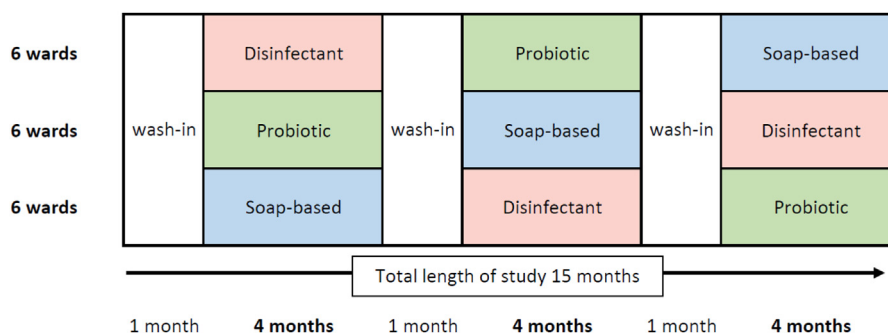 6 wards
Disinfectant
Probiotic
Soap-based
6 wards
wash-in
Probiotic
wash-in
Soap-based
wash-in
Disinfectant
6 wards
Soap-based
Disinfectant
Probiotic
Total length of study 15 months
1 month
4 months
1 month
4 months
1 month
4 months